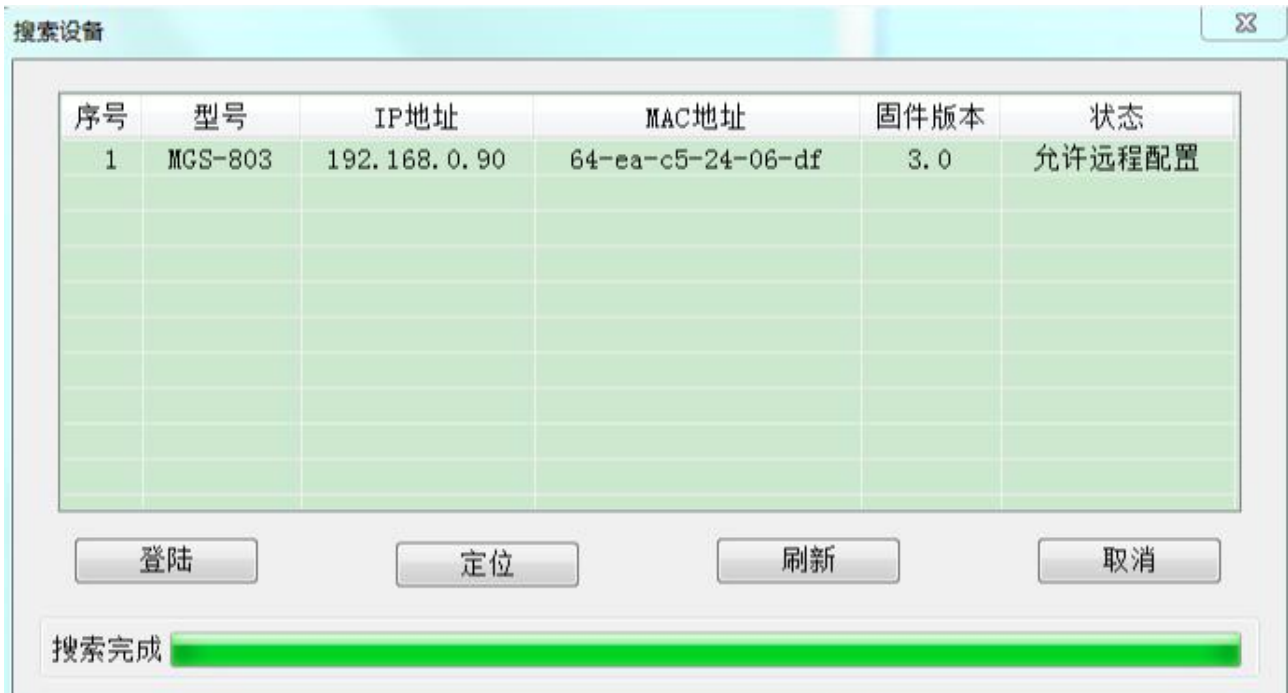 搜索设备
序号 型号 IP地址 MAC地址 固件版本 状态
1 MGS-803 192.168.0.90 64-ea-c5-24-06-df 3.0 允许远程配置
登陆 定位 刷新 取消
搜索完成